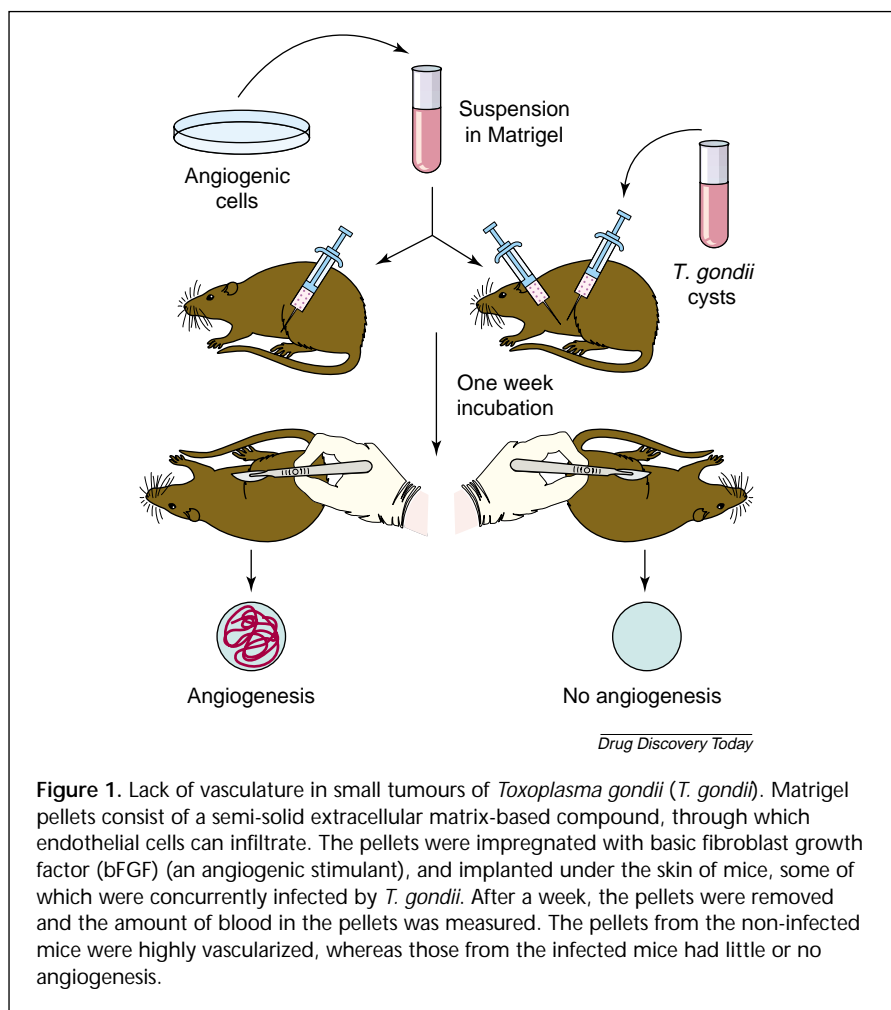 Suspension
in Matrigel
Angiogenic
cells
T. gondii
cysts
One week
incubation
Angiogenesis
No angiogenesis
Drug Discovery Today
Figure 1. Lack of vasculature in small tumours of Toxoplasma gondii (T. gondii). Matrigel
pellets consist of a semi-solid extracellular matrix-based compound, through which
endothelial cells can infiltrate. The pellets were impregnated with basic fibroblast growth
factor (bFGF) (an angiogenic stimulant), and implanted under the skin of mice, some of
which were concurrently infected by T. gondii. After a week, the pellets were removed
and the amount of blood in the pellets was measured. The pellets from the non-infected
mice were highly vascularized, whereas those from the infected mice had little or no
angiogenesis.